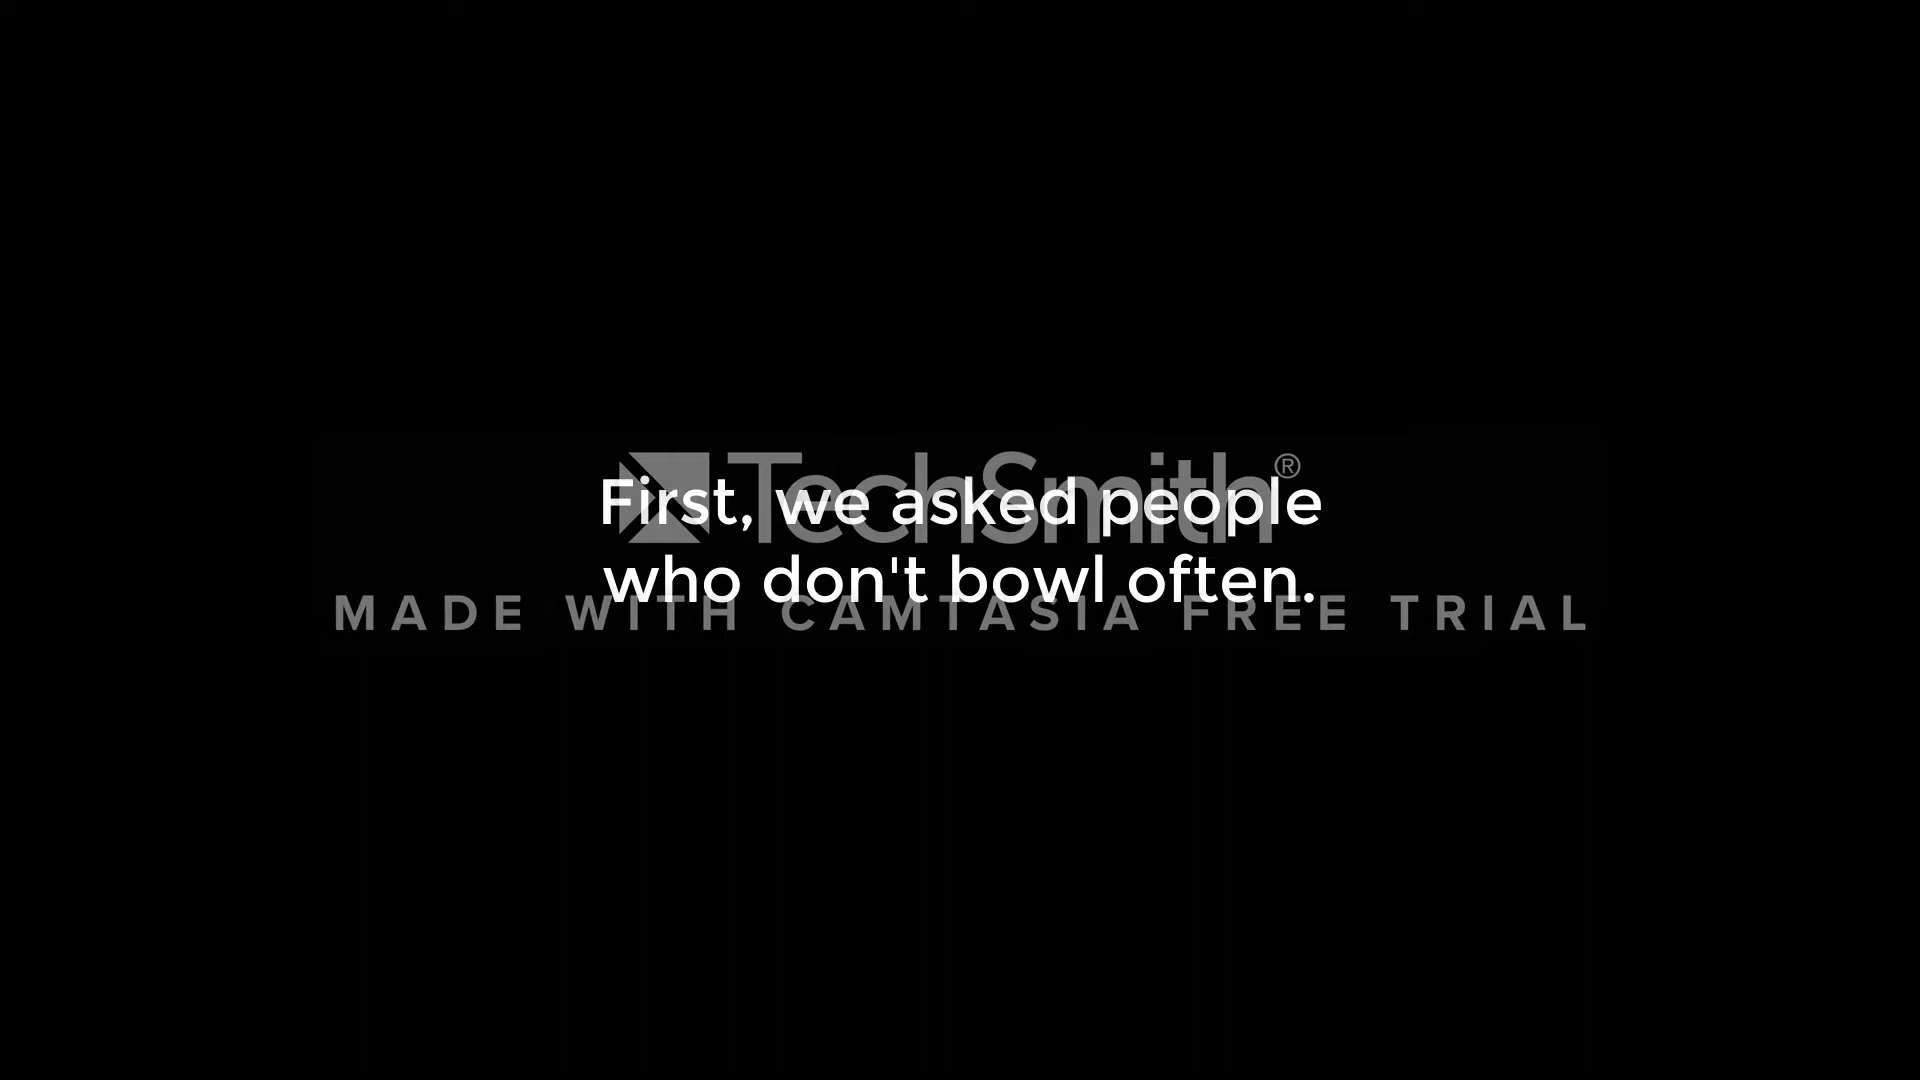 TechSmith®
First, we asked people
who don't bowl often.
MADE WITH CAMTASIA FREE TRIAL